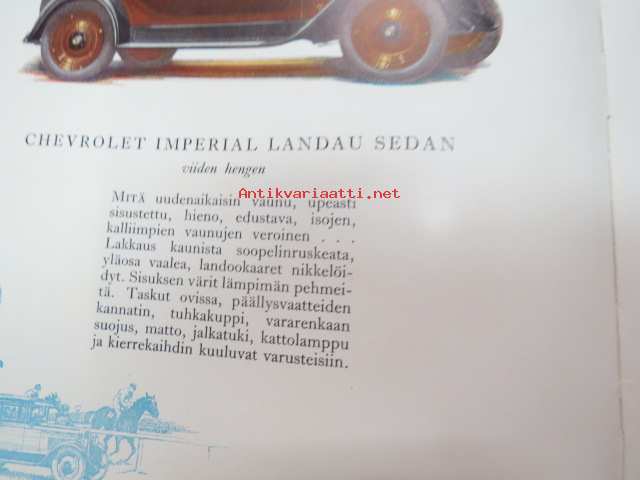 CHEVROLET IMPERIAL LANDAU SEDAN
viiden hengen
Antikvariaatti.net
MITÄ uudenaikaisin vaunu, upeasti
sisustettu, hieno, edustava, isojen,
kalliimpien vaunujen veroinen . . .
Lakkaus kaunista soopelinruskeata,
yläosa vaalea, landookaaret nikkelöi-
dyt. Sisuksen värit lämpimän pehmei-
tä. Taskut ovissa, päällysvaatteiden
kannatin, tuhkakuppi, vararenkaan
suojus, matto, jalkatuki, kattolamppu
ja kierrekaihdin kuuluvat varusteisiin.